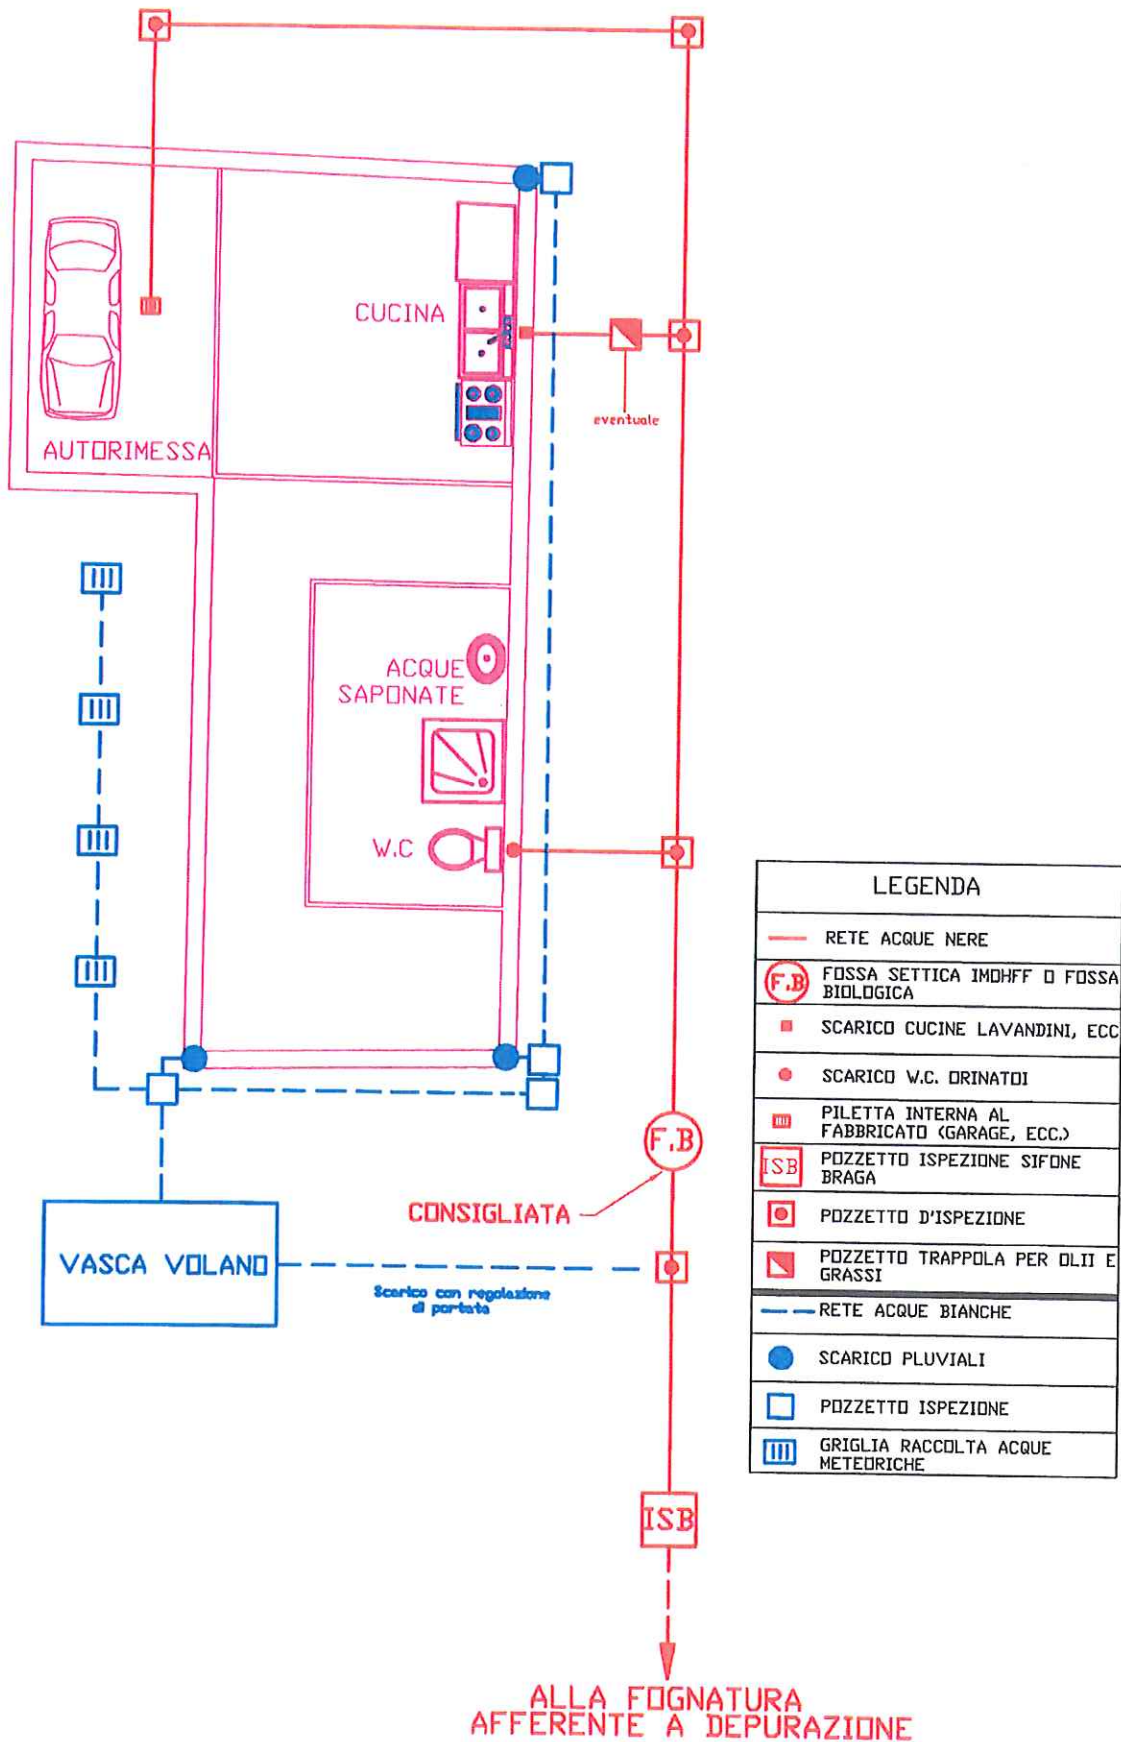 CUCINA
eventuale
AUTORIMESSA
ACQUE
SAPONATE
W.C
F.B
CONSIGLIATA
VASCA VOLANO
Scarico con regolazione
di portata
ISB
ALLA FOGNATURA
AFFERENTE A DEPURAZIONE
LEGENDA
RETE ACQUE NERE
F.B
FOSSA SETTICA IMOHFF O FOSSA
BIOLOGICA
SCARICO CUCINE LAVANDINI, ECC
SCARICO W.C. ORINATOI
PILETTA INTERNA AL
FABBRICATO (GARAGE, ECC.)
ISB
POZZETTO ISPEZIONE SIFONE
BRAGA
POZZETTO D'ISPEZIONE
POZZETTO TRAPPOLA PER OLII E
GRASSI
RETE ACQUE BIANCHE
SCARICO PLUVIALI
POZZETTO ISPEZIONE
GRIGLIA RACCOLTA ACQUE
METEORICHE